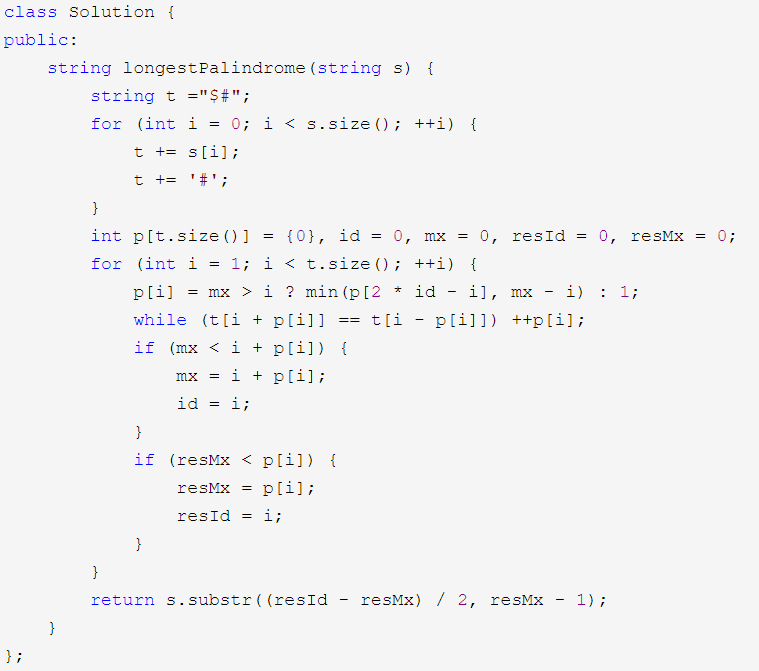 class Solution {
public:
    string longestPalindrome(string s) {
        string t ="$#";
        for (int i = 0; i < s.size(); ++i) {
            t += s[i];
            t += '#';
        }
        int p[t.size()] = {0}, id = 0, mx = 0, resId = 0, resMx = 0;
        for (int i = 1; i < t.size(); ++i) {
            p[i] = mx > i ? min(p[2 * id - i], mx - i) : 1;
            while (t[i + p[i]] == t[i - p[i]]) ++p[i];
            if (mx < i + p[i]) {
                mx = i + p[i];
                id = i;
            }
            if (resMx < p[i]) {
                resMx = p[i];
                resId = i;
            }
        }
        return s.substr((resId - resMx) / 2, resMx - 1);
    }
};